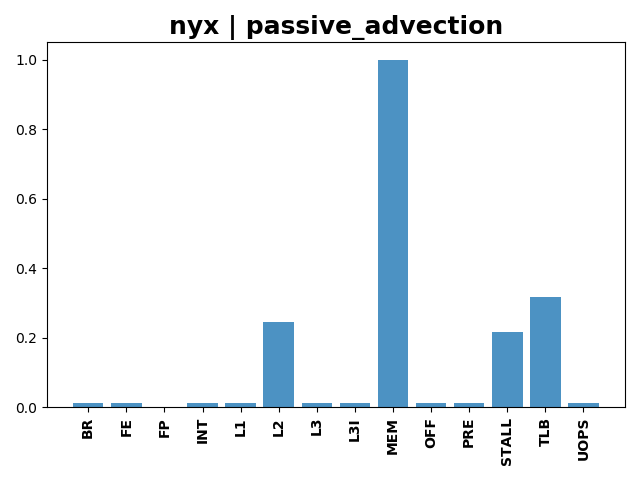 nyx | passive_advection
1.0
0.8
0.6
0.4
0.2
0.0
BR
FE
FP
INT
L1
L2
L3
L3I
MEM
OFF
PRE
STALL
TLB
UOPS